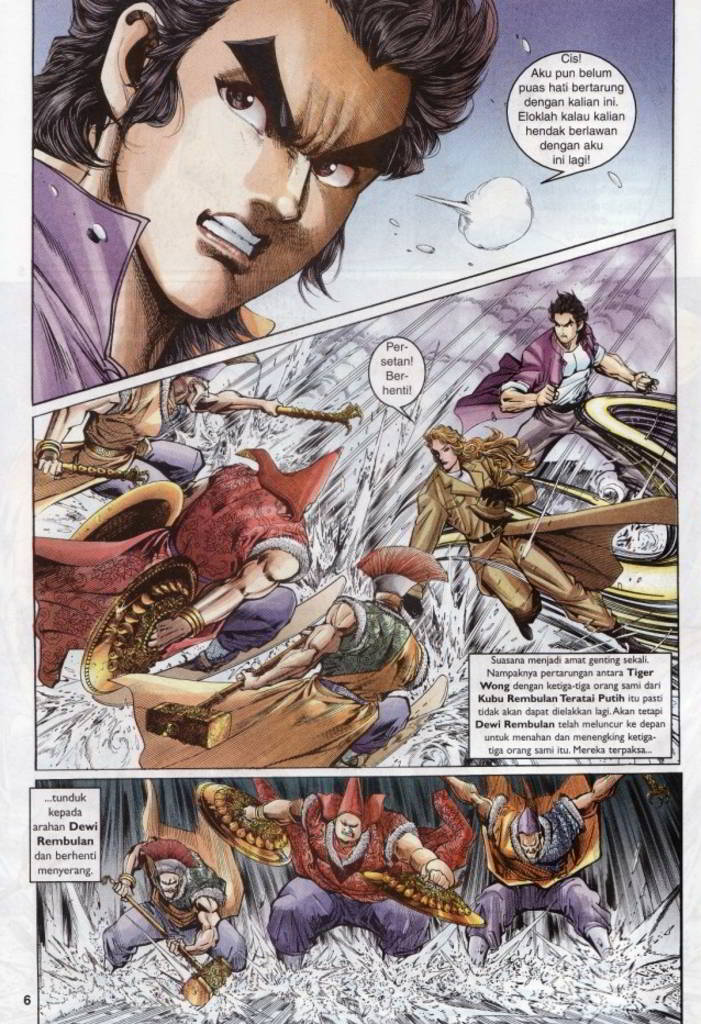 Cis!
Aku pun belum
puas hati bertarung
dengan kalian ini.
Eloklah kalau kalian
hendak berlawan
dengan aku
ini lagi!
Per-
setan!
Ber-
henti!
Suasana menjadi amat genting sekali.
Nampaknya pertarungan antara Tiger
Wong dengan ketiga-tiga orang sami dari
Kubu Rembulan Teratai Putih itu pasti
tidak akan dapat dielakkan lagi. Akan tetapi
Dewi Rembulan telah meluncur ke depan
untuk menahan dan menengking ketiga-
tiga orang sami itu. Mereka terpaksa...
...tunduk
kepada
arahan Dewi
Rembulan
dan berhenti
menyerang.
6